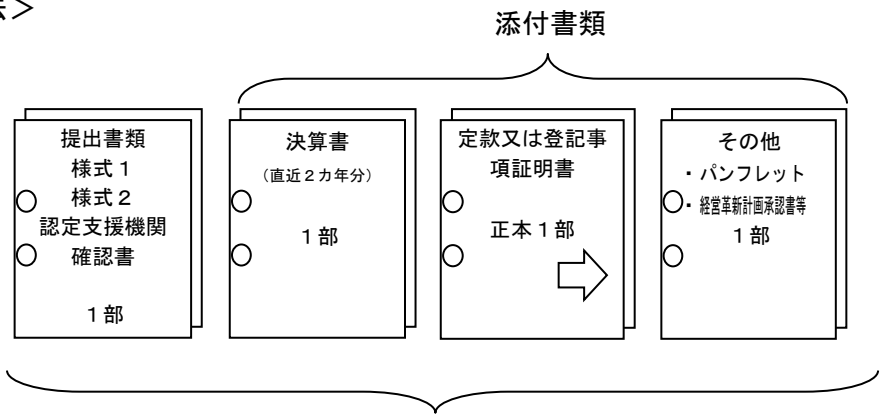 法＞
添付書類
提出書類
様式１
様式２
認定支援機関
確認書
１部
決算書
（直近２カ年分）
１部
定款又は登記事
項証明書
正本１部
その他
・パンフレット
・経営革新計画承認書等
１部